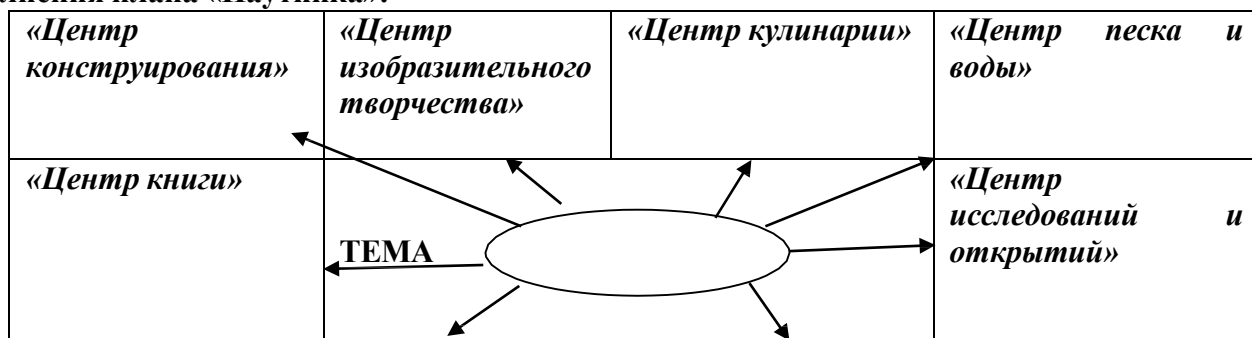 «Центр конструирования»
«Центр изобразительного творчества»
«Центр кулинарии»
«Центр песка и воды»
«Центр книги»
ТЕМА
«Центр исследований и открытий»